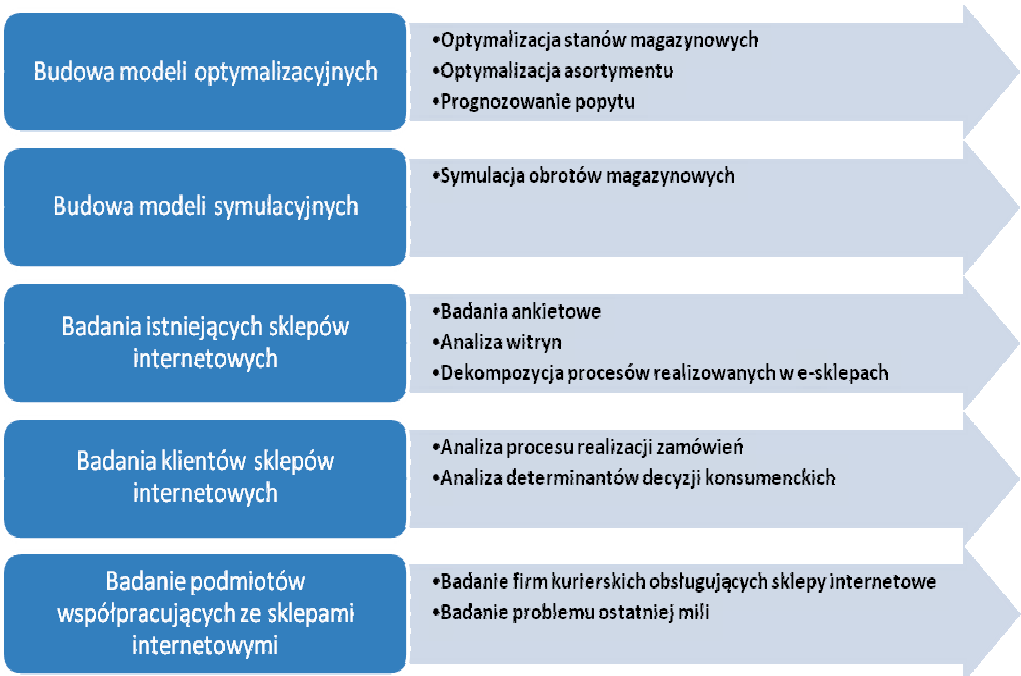 Budowa modeli optymalizacyjnych
•Optymalizacja stanów magazynowych
•Optymalizacja asortymentu
•Prognozowanie popytu
Budowa modeli symulacyjnych
•Symulacja obrotów magazynowych
Badania istniejących sklepów
internetowych
•Badania ankietowe
•Analiza witryn
•Dekompozycja procesów realizowanych w e-sklepach
Badania klientów sklepów
internetowych
•Analiza procesu realizacji zamówień
•Analiza determinantów decyzji konsumenckich
Badanie podmiotów
współpracujących ze sklepami
internetowymi
•Badanie firm kurierskich obsługujących sklepy internetowe
•Badanie problemu ostatniej mili